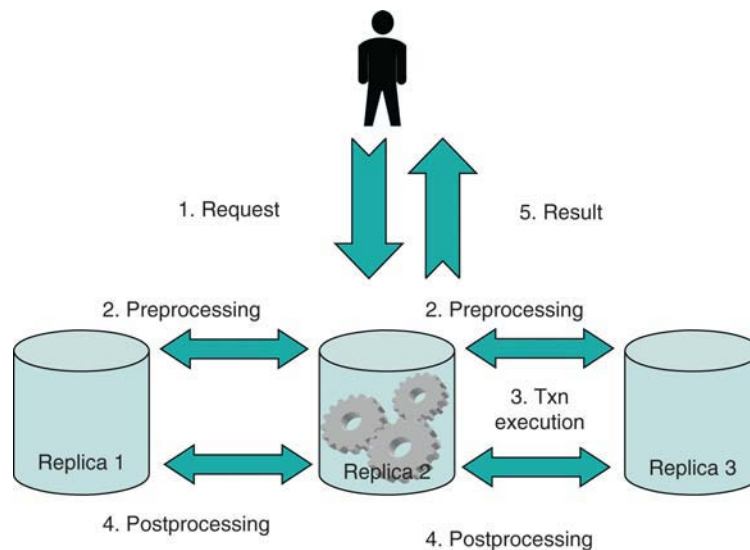 1. Request
5. Result
2. Preprocessing
2. Preprocessing
3. Txn
execution
Replica 1
Replica 2
Replica 3
4. Postprocessing
4. Postprocessing